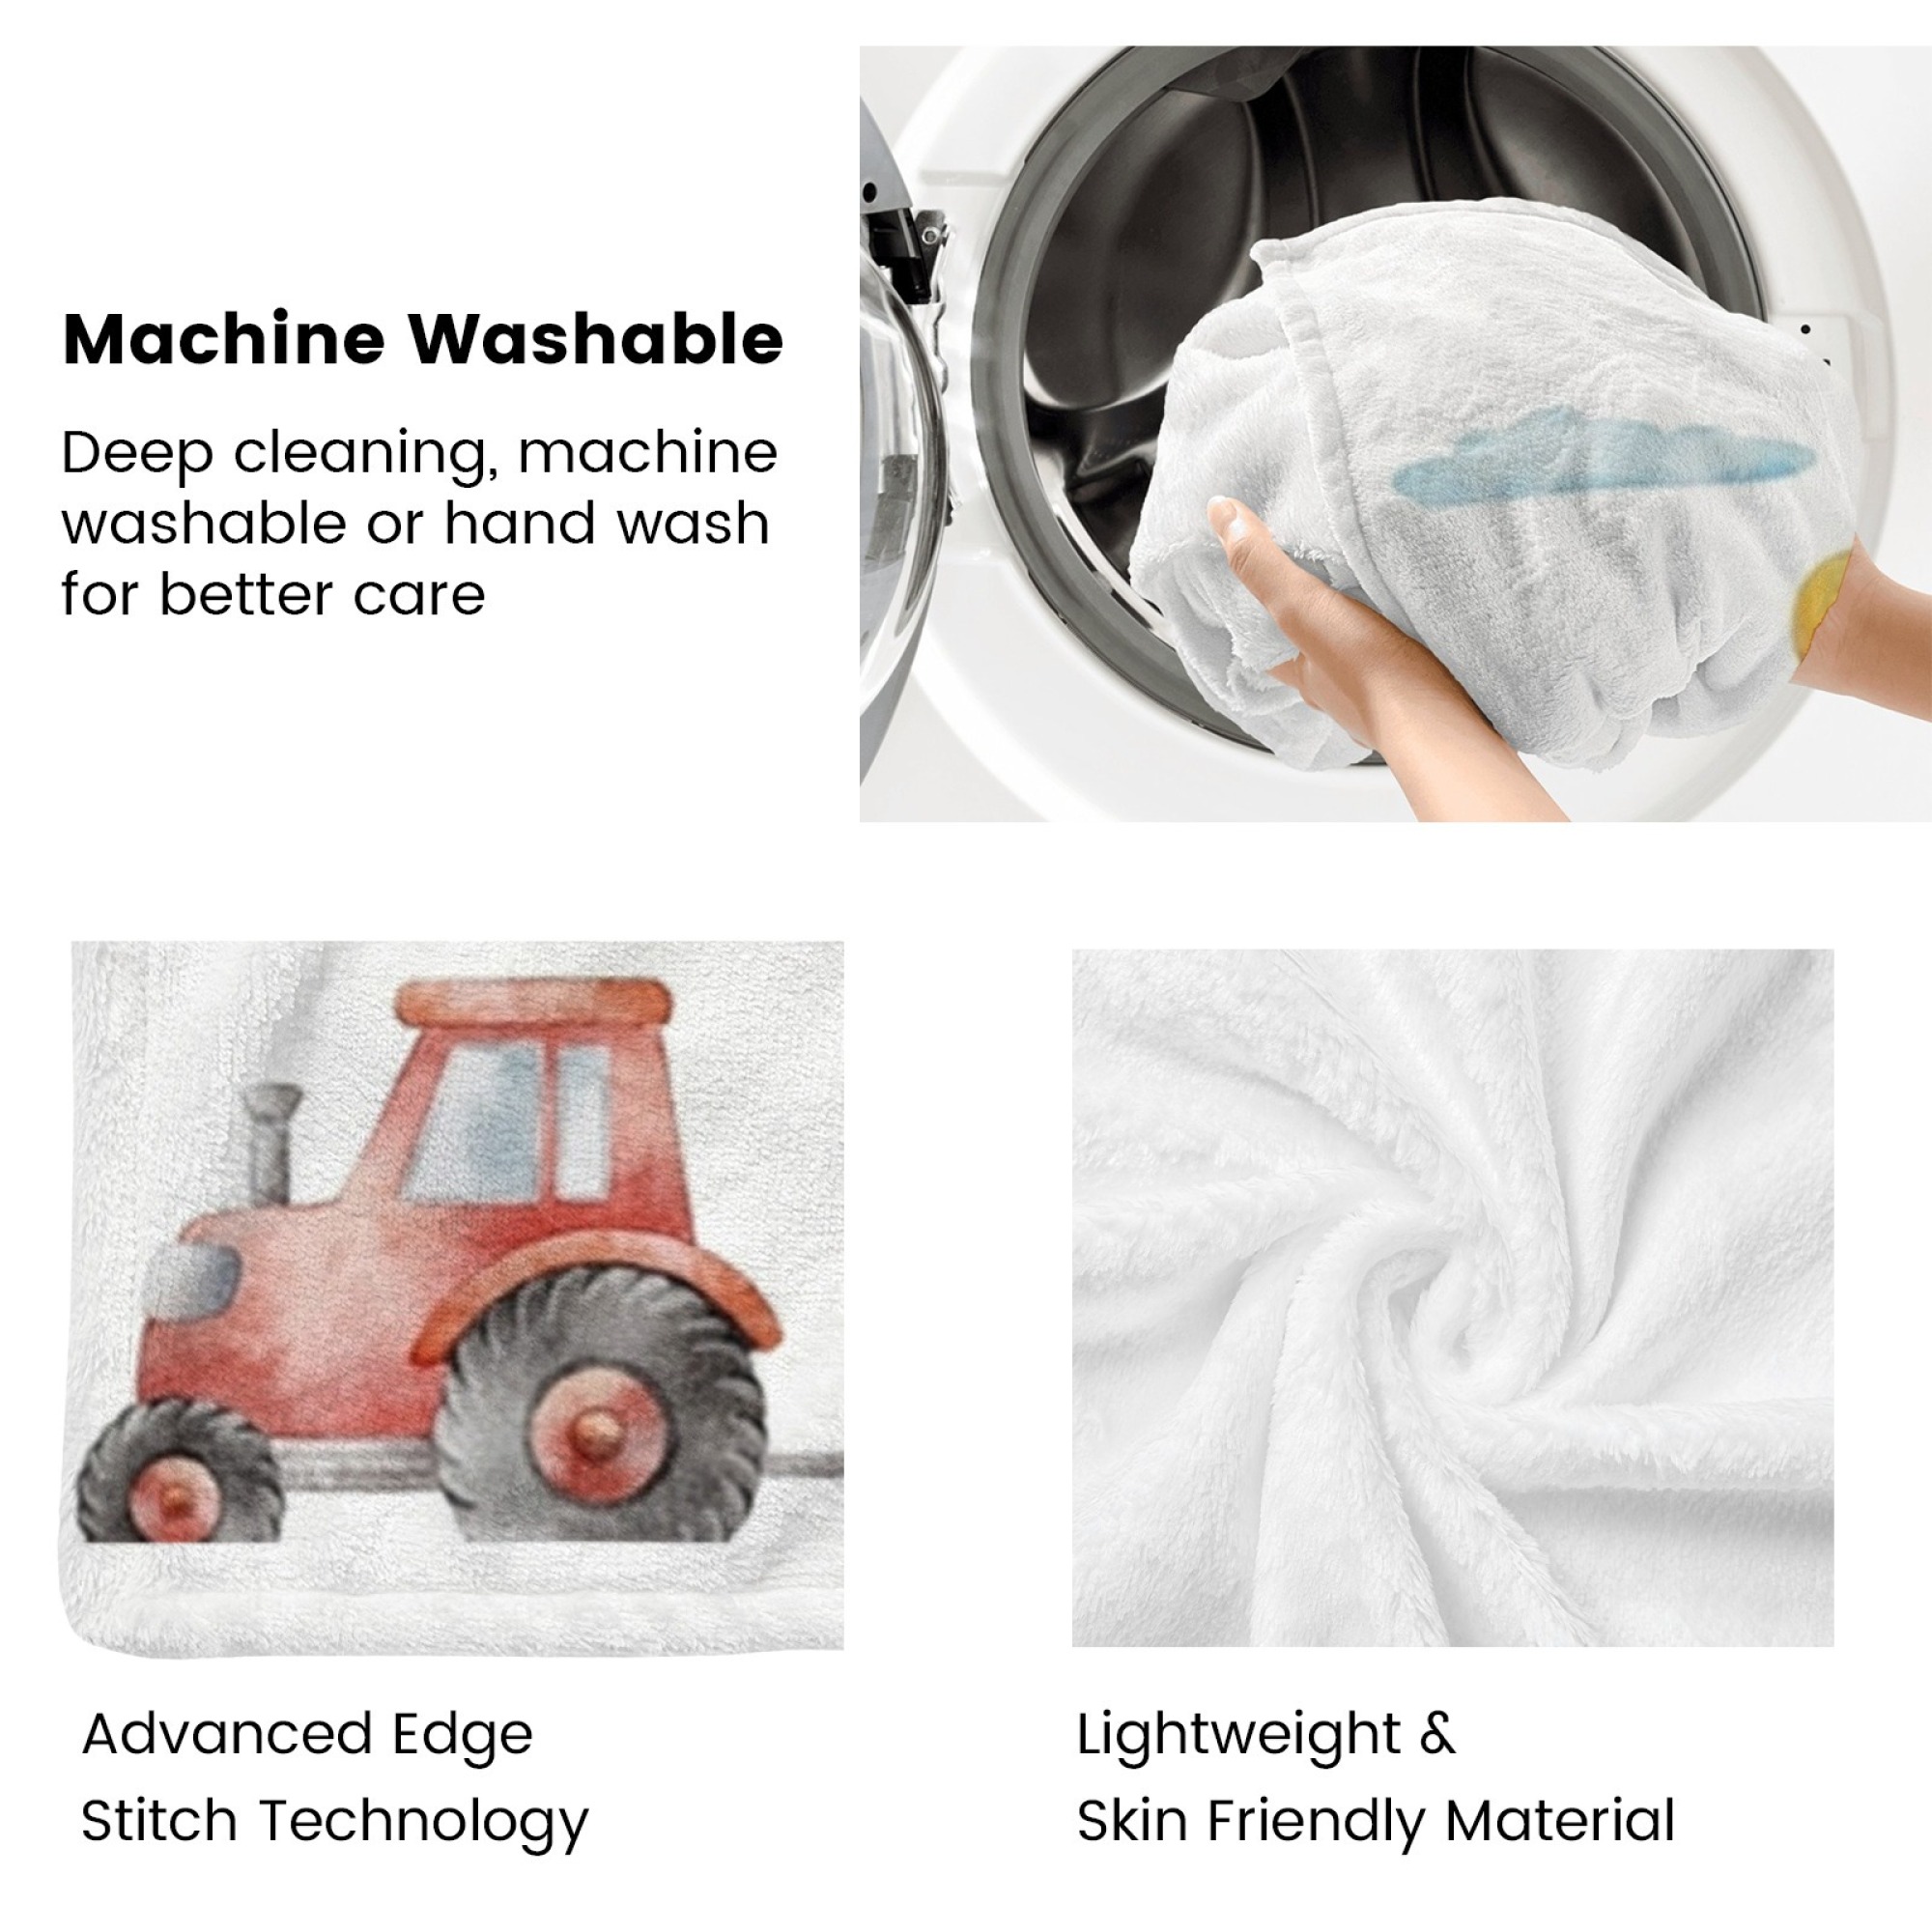 Machine Washable
Deep cleaning, machine
washable or hand wash
for better care
Advanced Edge
Stitch Technology
Lightweight &
Skin Friendly Material